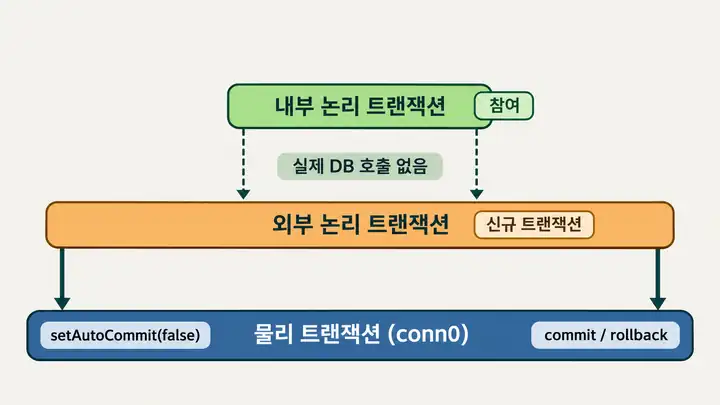 내부 논리 트랜잭션
참여
실제 DB 호출 없음
외부 논리 트랜잭션
신규 트랜잭션
setAutoCommit(false)
물리 트랜잭션 (conn0)
commit / rollback